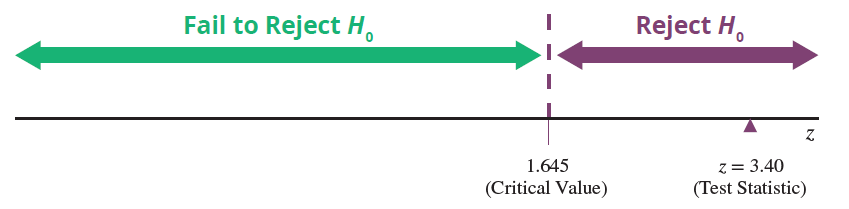 Fail to Reject H₀
Reject H₀
z
1.645
(Critical Value)
z = 3.40
(Test Statistic)